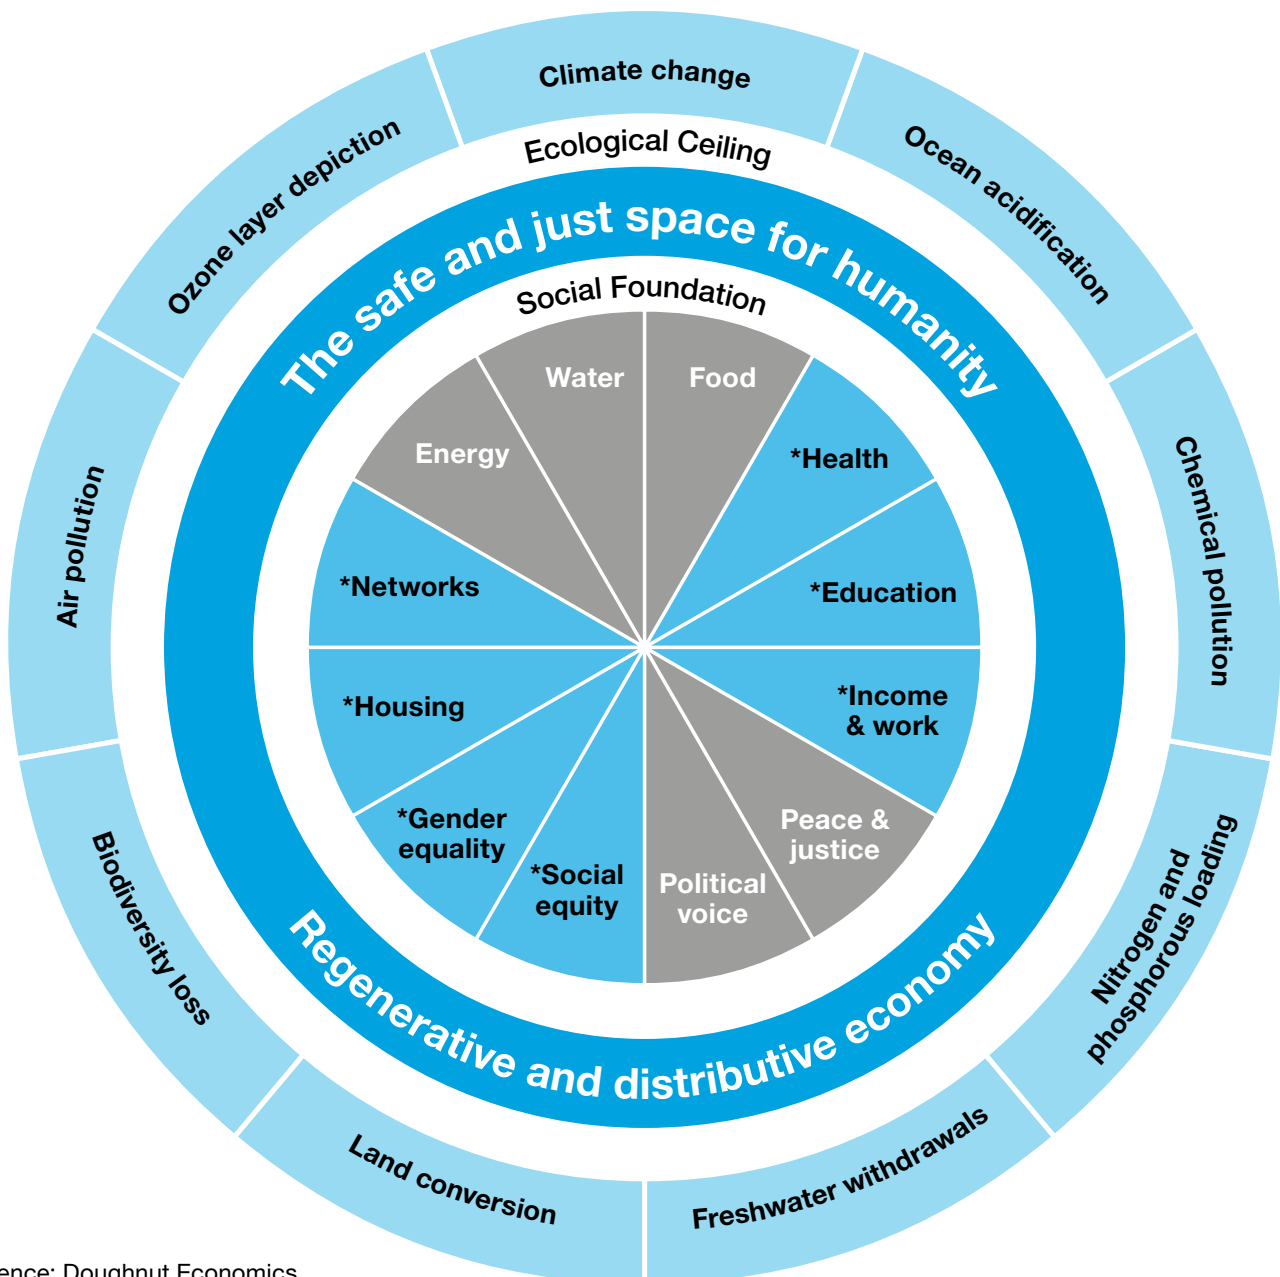 Climate change
Ocean acidification
Chemical pollution
Nitrogen and
phosphorous loading
Freshwater withdrawals
Land conversion
Biodiversity loss
Air pollution
Ozone layer depiction
Ecological Ceiling
The safe and just space for humanity
Regenerative and distributive economy
Social Foundation
Water
Food
*Health
*Education
*Income
& work
Peace &
justice
Political
voice
*Social
equity
*Gender
equality
*Housing
*Networks
Energy
Doughnut Economics